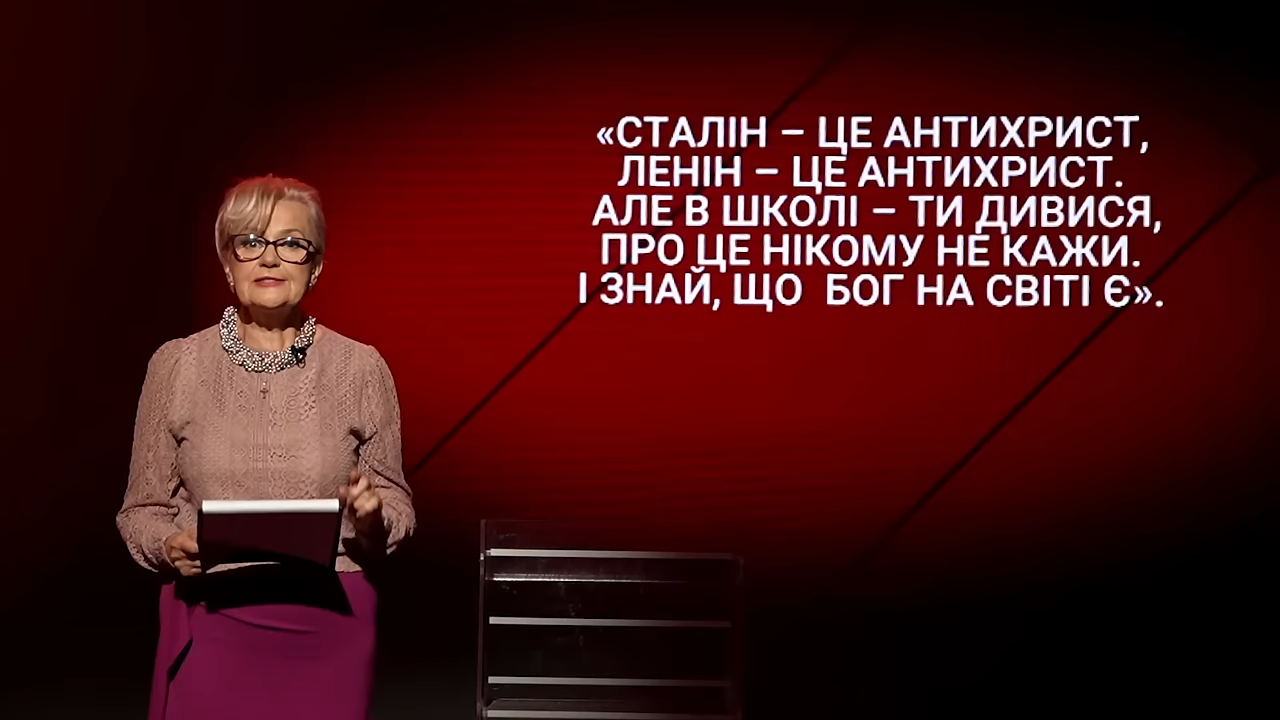 «СТАЛІН – ЦЕ АНТИХРИСТ,
ЛЕНІН – ЦЕ АНТИХРИСТ.
АЛЕ В ШКОЛІ – ТИ ДИВИСЯ,
ПРО ЦЕ НІКОМУ НЕ КАЖИ.
І ЗНАЙ, ЩО БОГ НА СВІТІ Є».